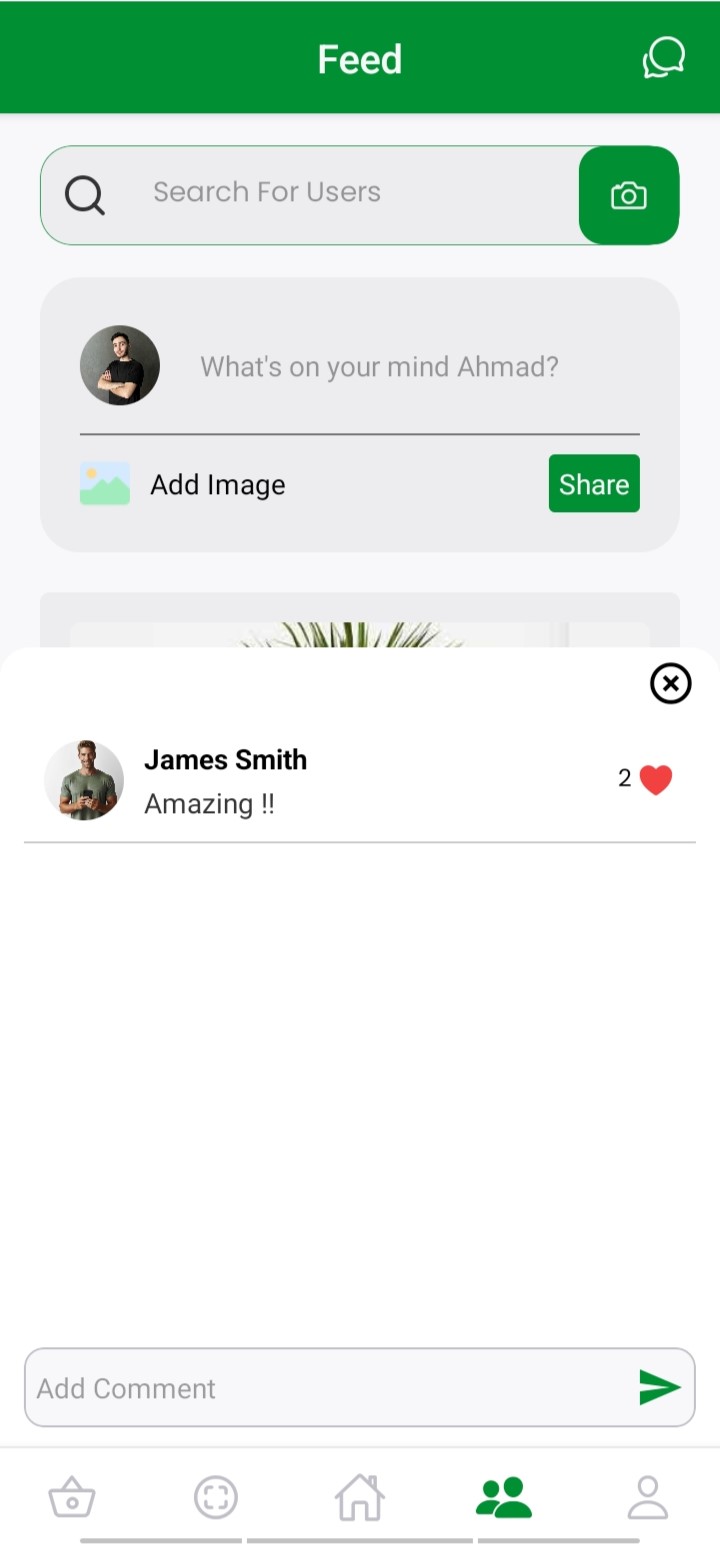 Feed
Search For Users
What's on your mind Ahmad?
Add Image
Share
James Smith
Amazing !!
2
Add Comment